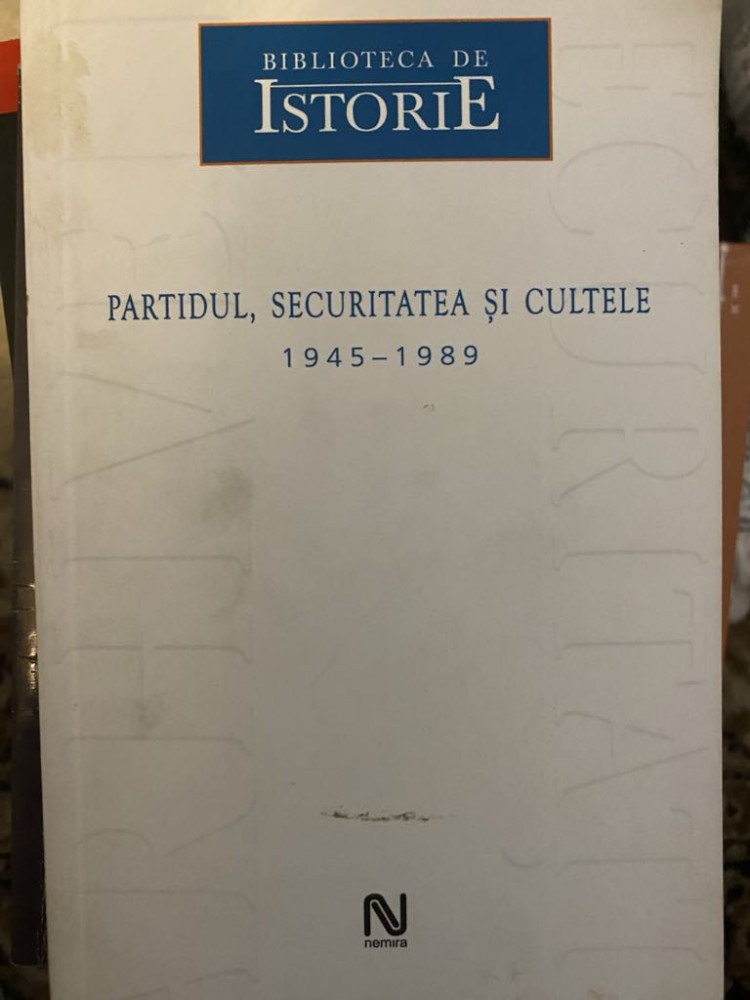 BIBLIOTECA DE
ISTORIE
PARTIDUL, SECURITATEA ȘI CULTELE
1945–1989
nemira